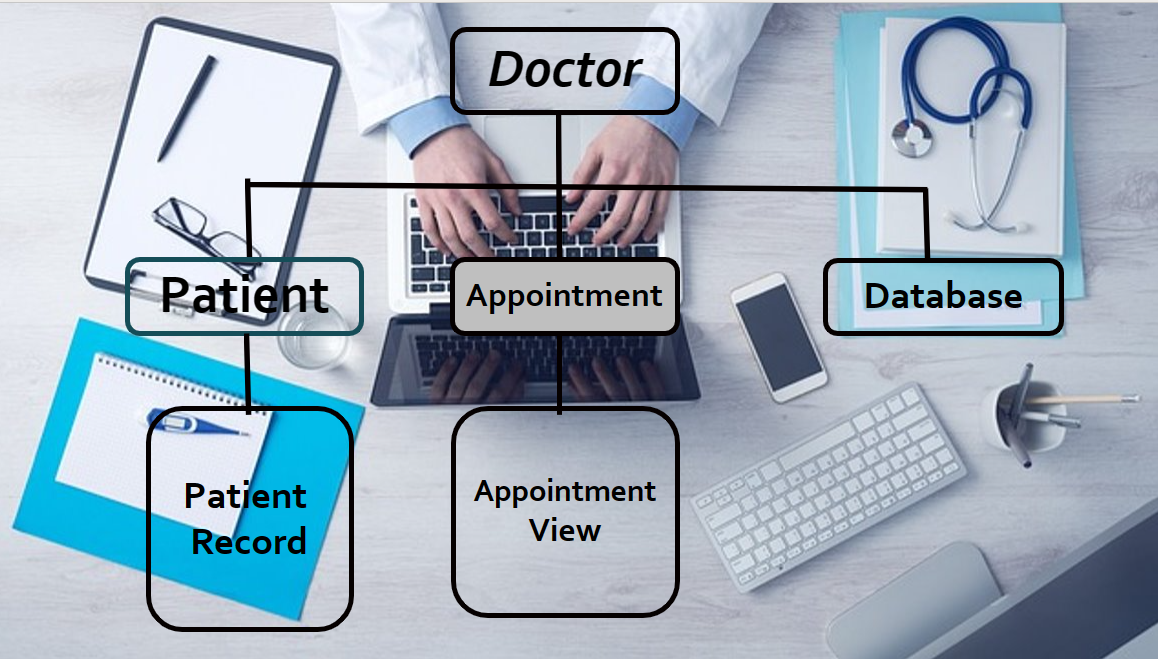 Doctor
Patient
Appointment
Database
Patient
Record
Appointment
View